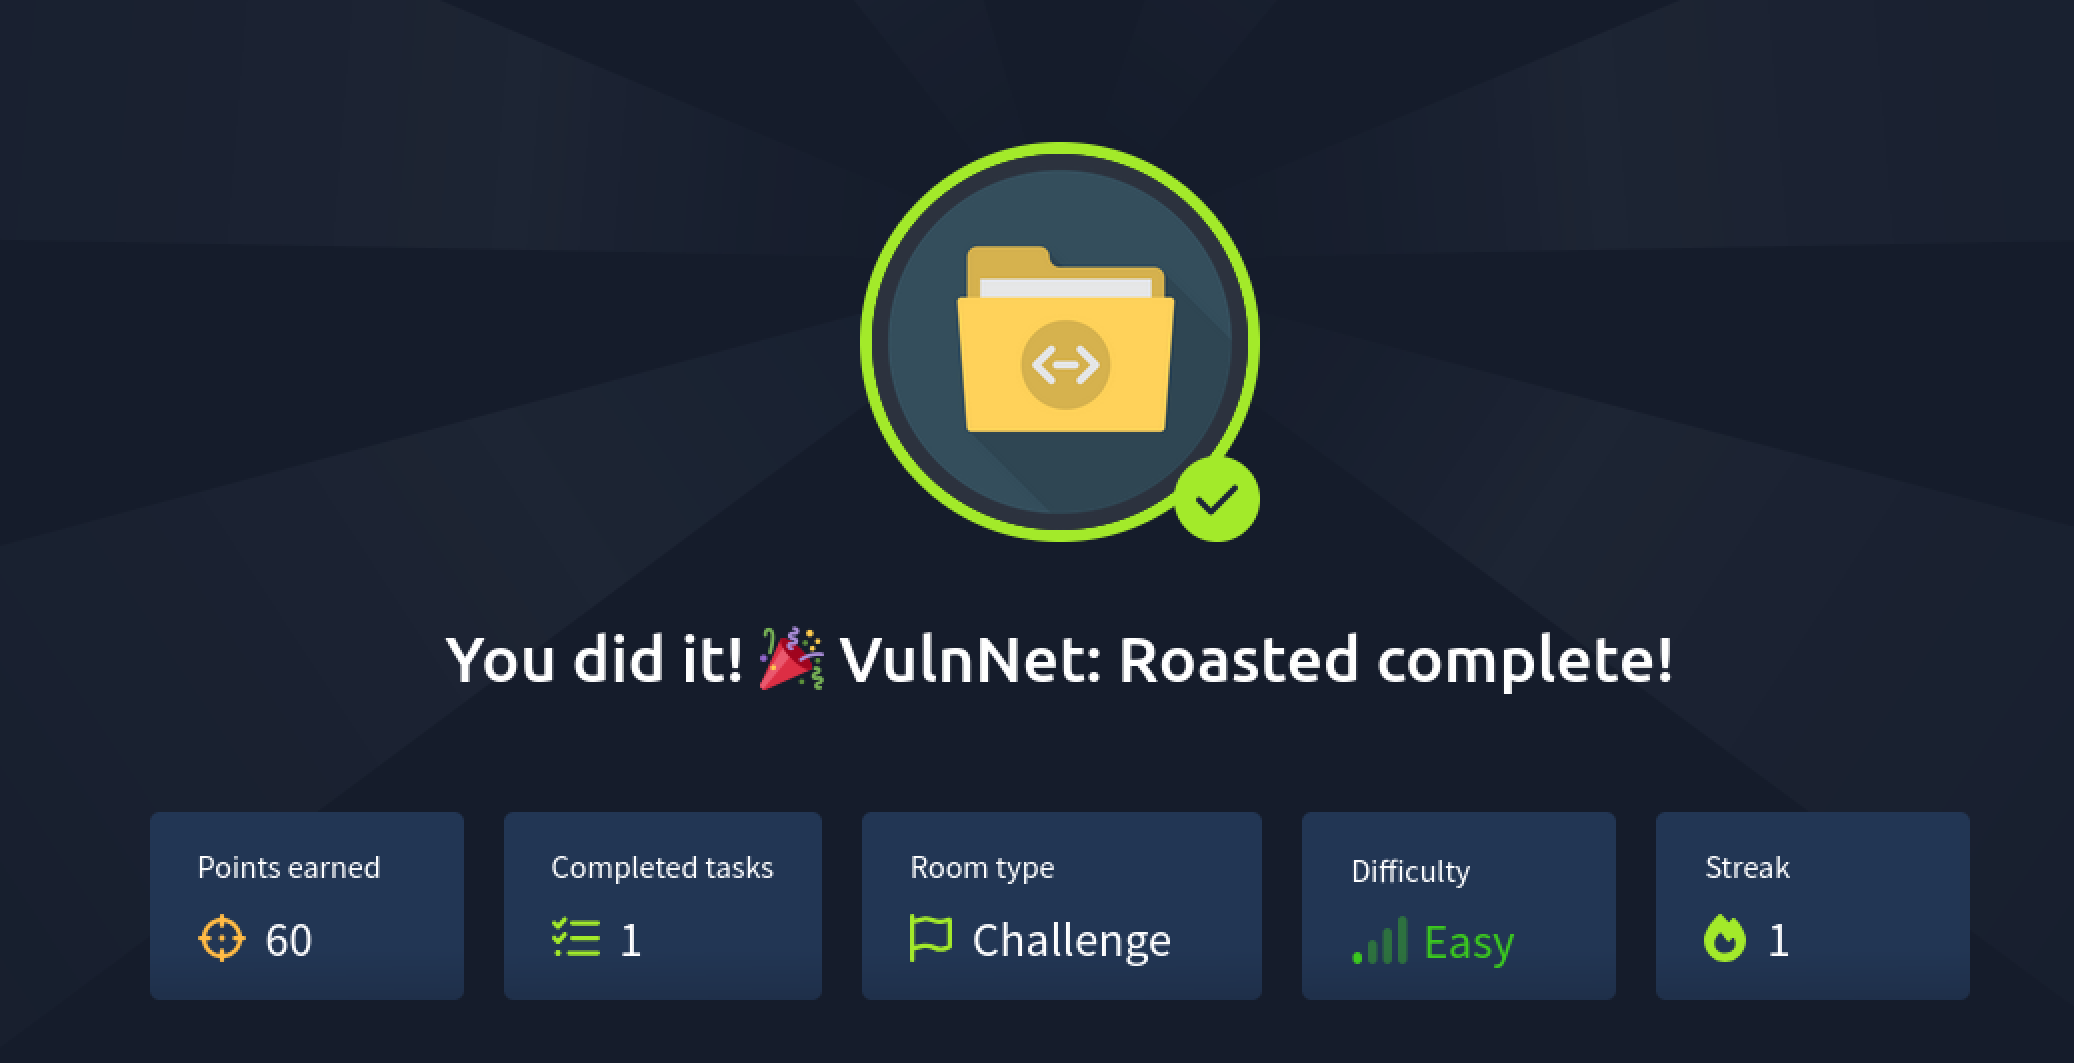 You did it! 🎉 VulnNet: Roasted complete!
Points earned
60
Completed tasks
1
Room type
Challenge
Difficulty
Easy
Streak
1